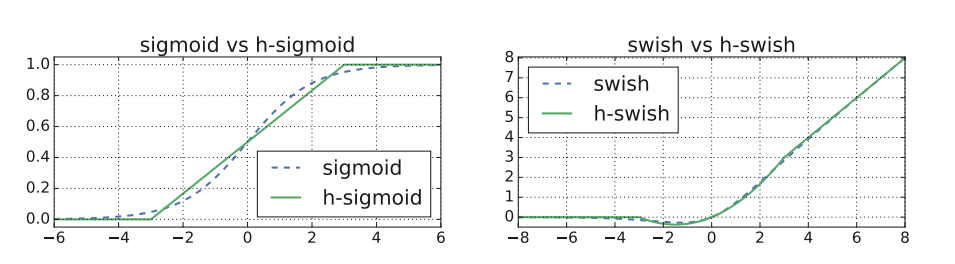 sigmoid vs h-sigmoid
1.0
0.8
0.6
0.4
0.2
0.0
−6 −4 −2 0 2 4 6
sigmoid
h-sigmoid
swish vs h-swish
8
7
6
5
4
3
2
1
0
−8 −6 −4 −2 0 2 4 6 8
swish
h-swish